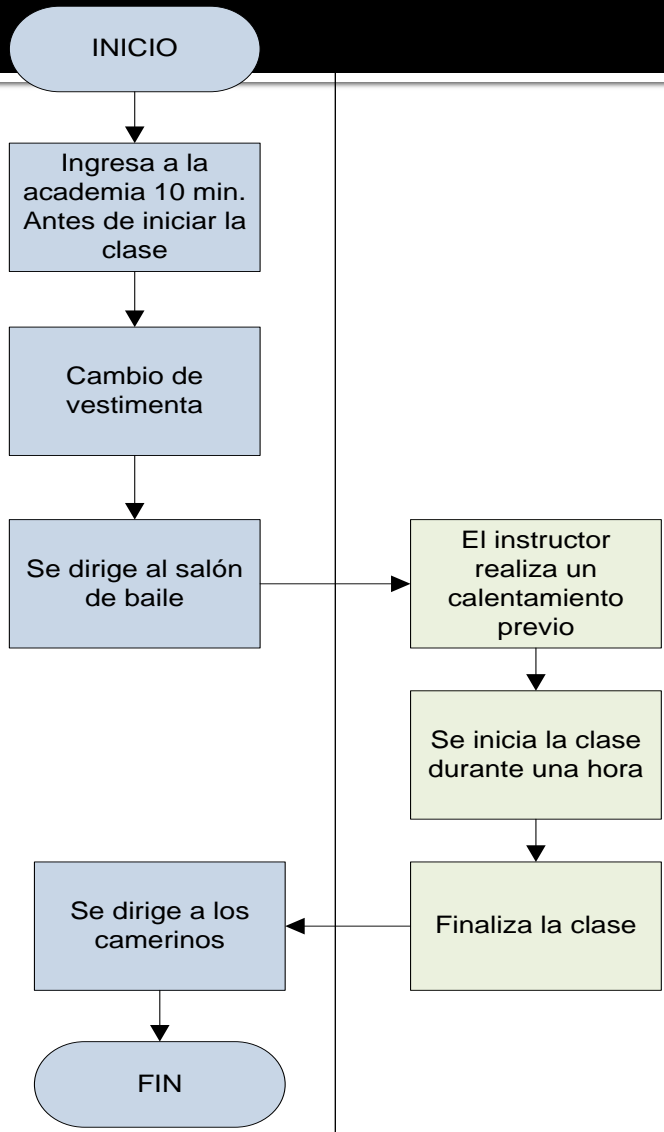 INICIO
Ingresa a la
academia 10 min.
Antes de iniciar la
clase
Cambio de
vestimenta
Se dirige al salón
de baile
El instructor
realiza un
calentamiento
previo
Se inicia la clase
durante una hora
Finaliza la clase
Se dirige a los
camerinos
FIN